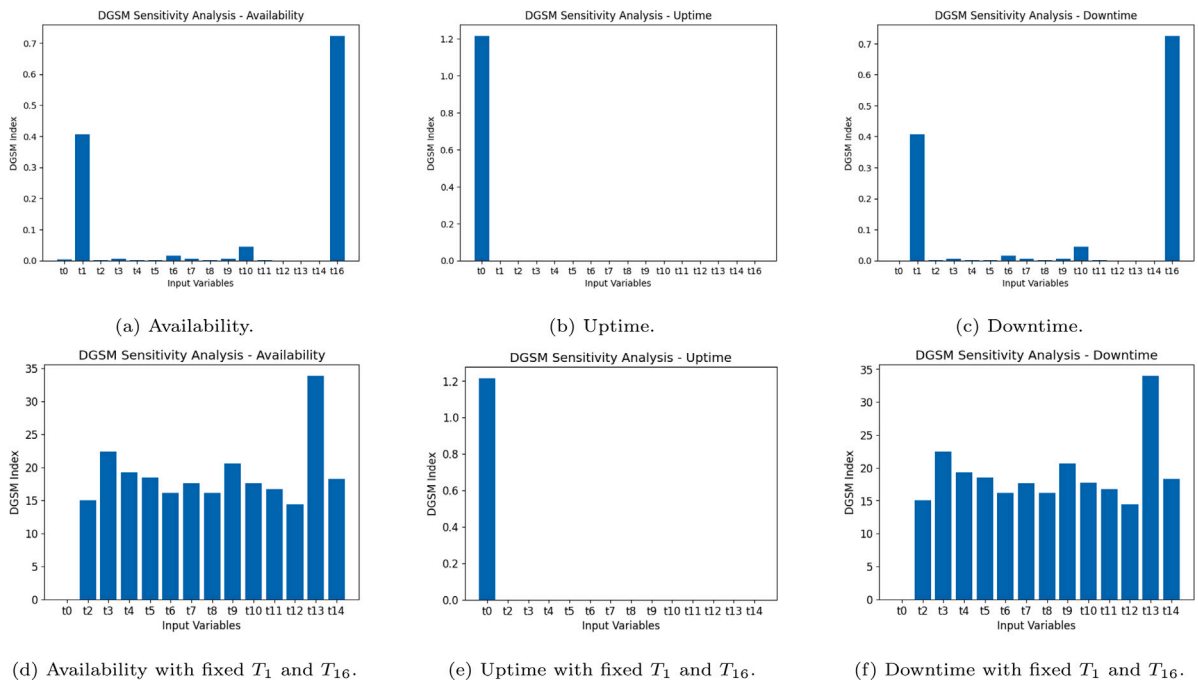 DGSM Sensitivity Analysis - Availability
DGSM Index
0.7
0.6
0.5
0.4
0.3
0.2
0.1
0.0
t0 t1 t2 t3 t4 t5 t6 t7 t8 t9 t10 t11 t12 t13 t14 t16
Input Variables
(a) Availability.
DGSM Sensitivity Analysis - Uptime
DGSM Index
1.2
1.0
0.8
0.6
0.4
0.2
0.0
t0 t1 t2 t3 t4 t5 t6 t7 t8 t9 t10 t11 t12 t13 t14 t16
Input Variables
(b) Uptime.
DGSM Sensitivity Analysis - Downtime
DGSM Index
0.7
0.6
0.5
0.4
0.3
0.2
0.1
0.0
t0 t1 t2 t3 t4 t5 t6 t7 t8 t9 t10 t11 t12 t13 t14 t16
Input Variables
(c) Downtime.
DGSM Sensitivity Analysis - Availability
DGSM Index
35
30
25
20
15
10
5
0
t0 t2 t3 t4 t5 t6 t7 t8 t9 t10 t11 t12 t13 t14
Input Variables
(d) Availability with fixed T₁ and T₁₆.
DGSM Sensitivity Analysis - Uptime
DGSM Index
1.2
1.0
0.8
0.6
0.4
0.2
0.0
t0 t2 t3 t4 t5 t6 t7 t8 t9 t10 t11 t12 t13 t14
Input Variables
(e) Uptime with fixed T₁ and T₁₆.
DGSM Sensitivity Analysis - Downtime
DGSM Index
35
30
25
20
15
10
5
0
t0 t2 t3 t4 t5 t6 t7 t8 t9 t10 t11 t12 t13 t14
Input Variables
(f) Downtime with fixed T₁ and T₁₆.